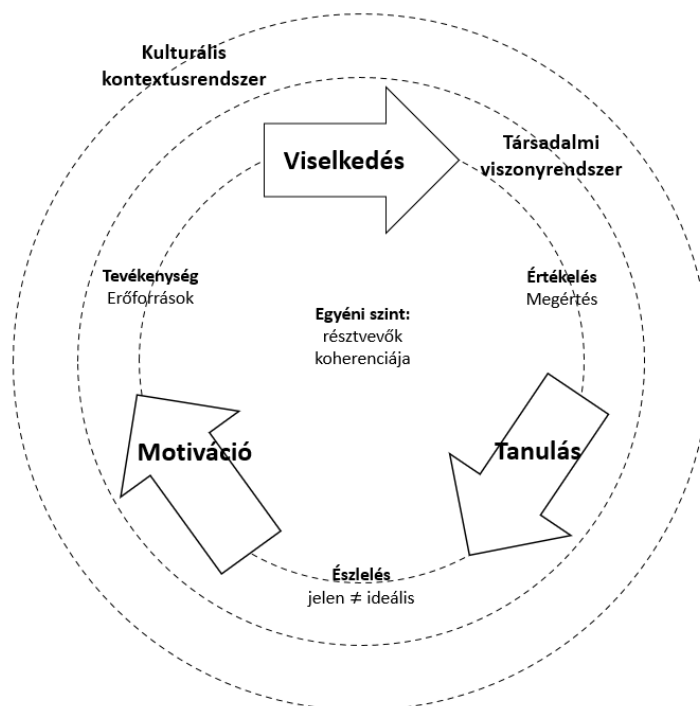 Kulturális
kontextusrendszer
Társadalmi
viszonyrendszer
Viselkedés
Tevékenység
Erőforrások
Értékelés
Megértés
Egyéni szint:
résztvevők
koherenciája
Motiváció
Tanulás
Észlelés
jelen ≠ ideális